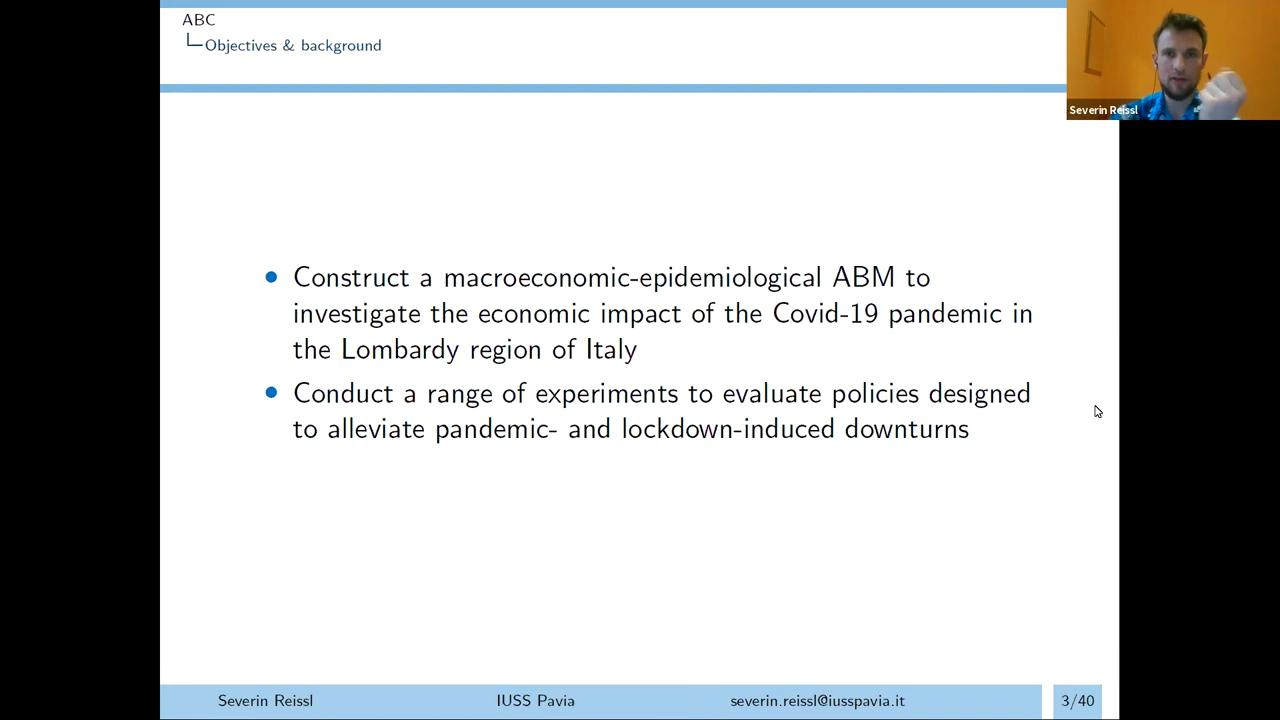 ABC
Objectives & background
Severin Reissl
• Construct a macroeconomic-epidemiological ABM to
investigate the economic impact of the Covid-19 pandemic in
the Lombardy region of Italy
• Conduct a range of experiments to evaluate policies designed
to alleviate pandemic- and lockdown-induced downturns
Severin Reissl IUSS Pavia severin.reissl@iusspavia.it 3/40